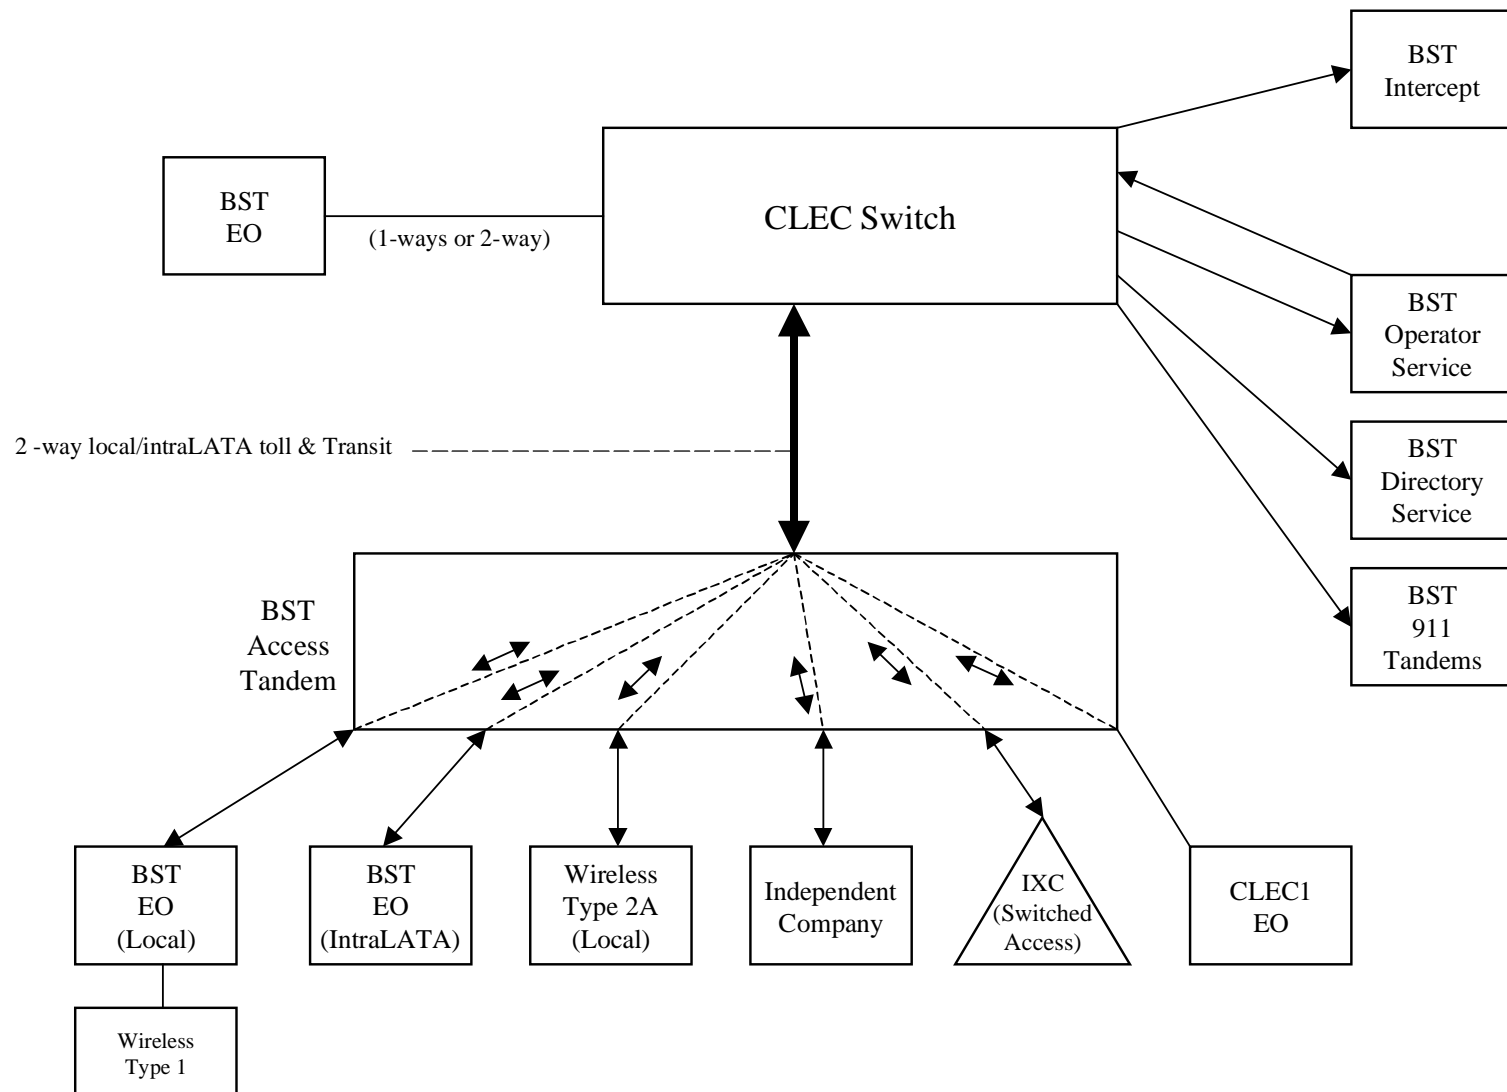 BST
Intercept
CLEC Switch
BST
EO
(1-ways or 2-way)
BST
Operator
Service
2 -way local/intraLATA toll & Transit
BST
Directory
Service
BST
Access
Tandem
BST
911
Tandems
BST
EO
(Local)
BST
EO
(IntraLATA)
Wireless
Type 2A
(Local)
Independent
Company
IXC
(Switched
Access)
CLEC1
EO
Wireless
Type 1